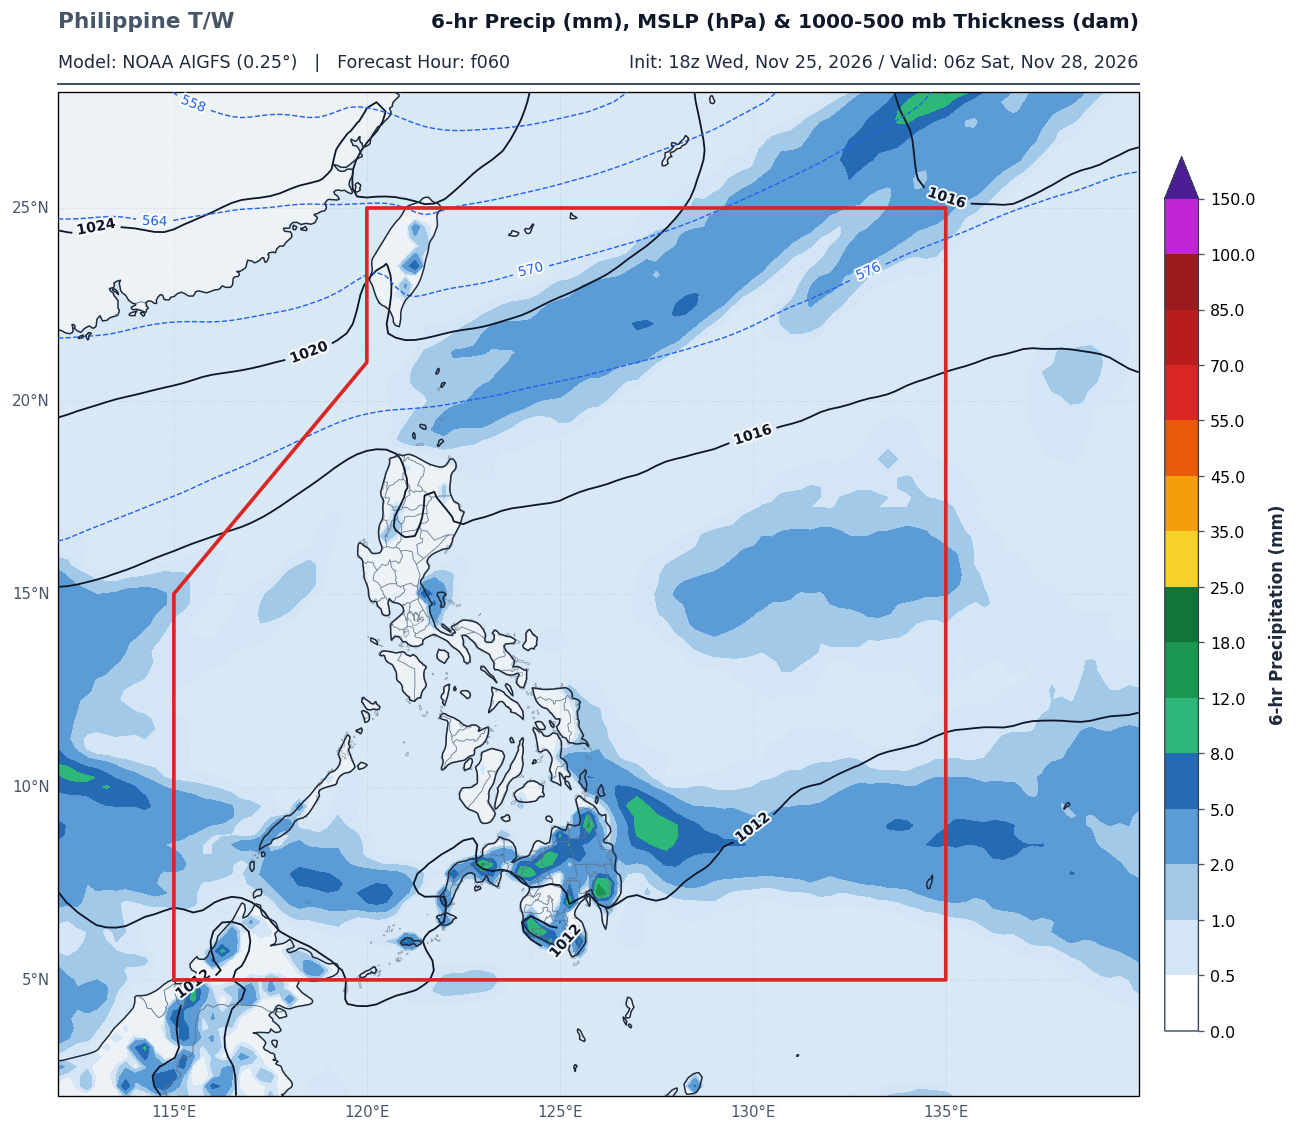 Philippine T/W
6-hr Precip (mm), MSLP (hPa) & 1000-500 mb Thickness (dam)
Model: NOAA AIGFS (0.25°) | Forecast Hour: f060
Init: 18z Wed, Nov 25, 2026 / Valid: 06z Sat, Nov 28, 2026
558
1024
564
1016
25°N
570
576
1020
20°N
1016
15°N
10°N
1012
1012
1012
5°N
115°E
120°E
125°E
130°E
135°E
150.0
100.0
85.0
70.0
55.0
45.0
35.0
25.0
18.0
12.0
8.0
5.0
2.0
1.0
0.5
0.0
6-hr Precipitation (mm)